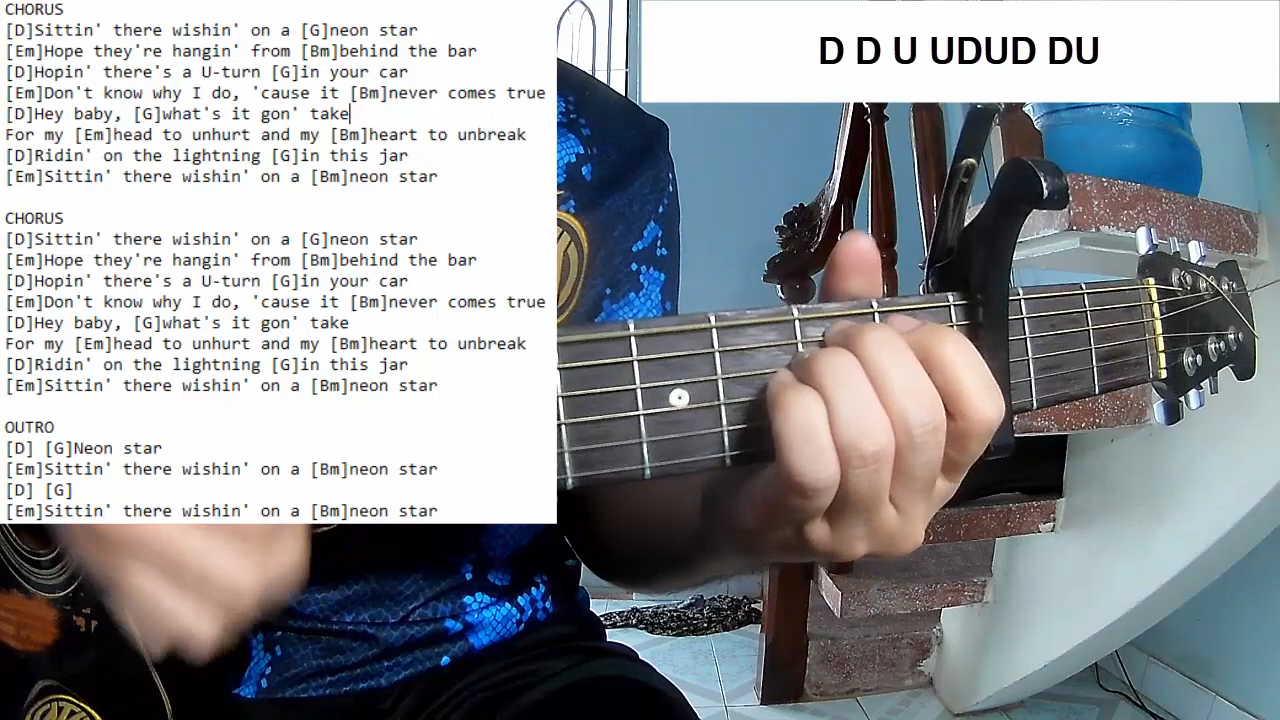 CHORUS
[D]Sittin' there wishin' on a [G]neon star
[Em]Hope they're hangin' from [Bm]behind the bar
[D]Hopin' there's a U-turn [G]in your car
[Em]Don't know why I do, 'cause it [Bm]never comes true
[D]Hey baby, [G]what's it gon' take
For my [Em]head to unhurt and my [Bm]heart to unbreak
[D]Ridin' on the lightning [G]in this jar
[Em]Sittin' there wishin' on a [Bm]neon star
CHORUS
[D]Sittin' there wishin' on a [G]neon star
[Em]Hope they're hangin' from [Bm]behind the bar
[D]Hopin' there's a U-turn [G]in your car
[Em]Don't know why I do, 'cause it [Bm]never comes true
[D]Hey baby, [G]what's it gon' take
For my [Em]head to unhurt and my [Bm]heart to unbreak
[D]Ridin' on the lightning [G]in this jar
[Em]Sittin' there wishin' on a [Bm]neon star
OUTRO
[D] [G]Neon star
[Em]Sittin' there wishin' on a [Bm]neon star
[D] [G]
[Em]Sittin' there wishin' on a [Bm]neon star
D D U UDUD DU